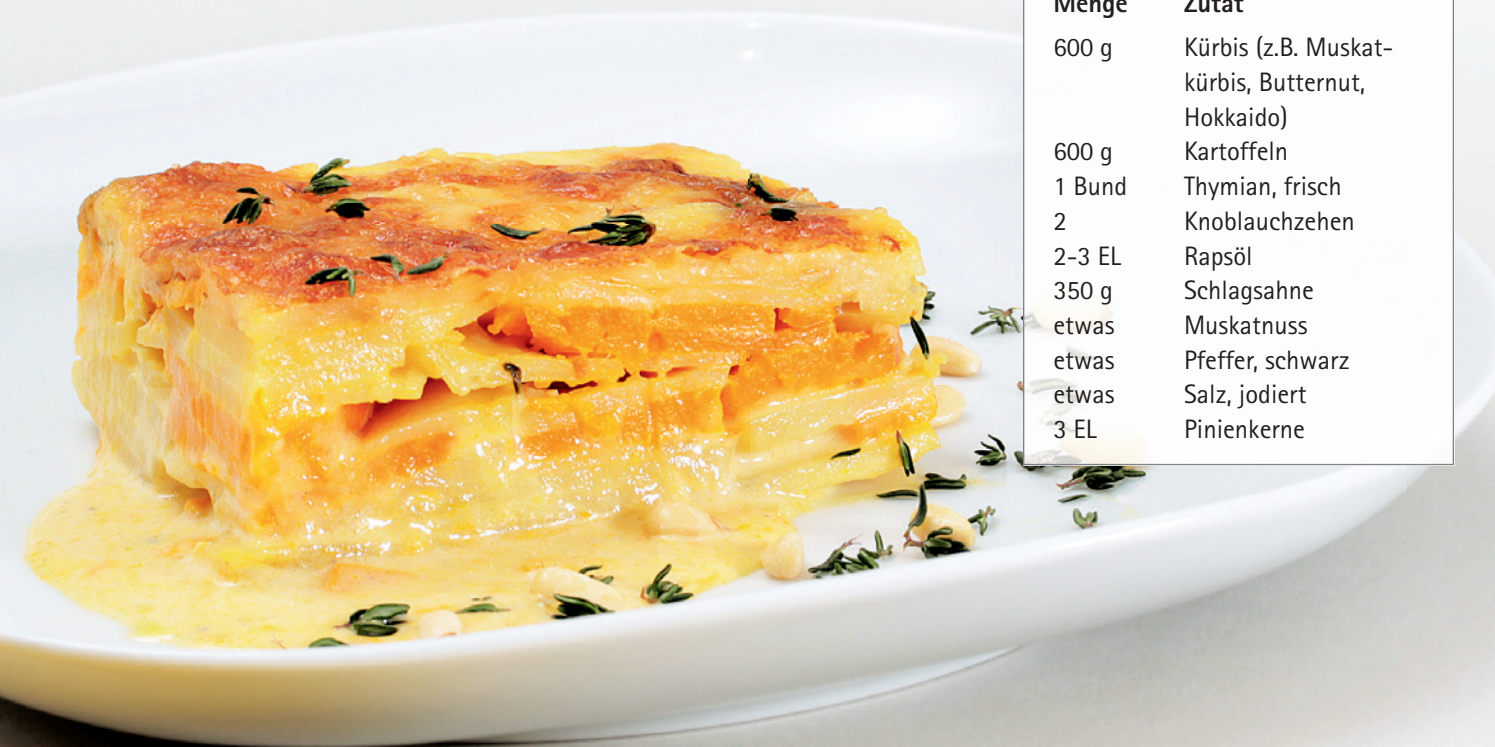 Menge Zutat
600 g Kürbis (z.B. Muskat-
kürbis, Butternut,
Hokkaido)
600 g Kartoffeln
1 Bund Thymian, frisch
2 Knoblauchzehen
2-3 EL Rapsöl
350 g Schlagsahne
etwas Muskatnuss
etwas Pfeffer, schwarz
etwas Salz, jodiert
3 EL Pinienkerne